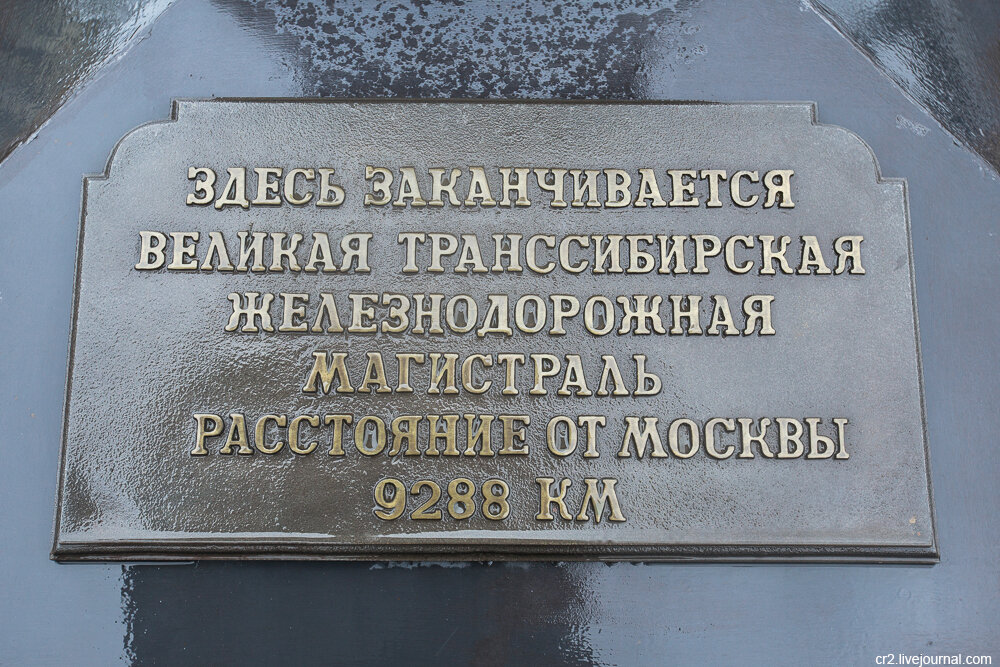 ЗДЕСЬ ЗАКАНЧИВАЕТСЯ
ВЕЛИКАЯ ТРАНССИБИРСКАЯ
ЖЕЛЕЗНОДОРОЖНАЯ
МАГИСТРАЛЬ
РАССТОЯНИЕ ОТ МОСКВЫ
9288 КМ
cr2.livejournal.com